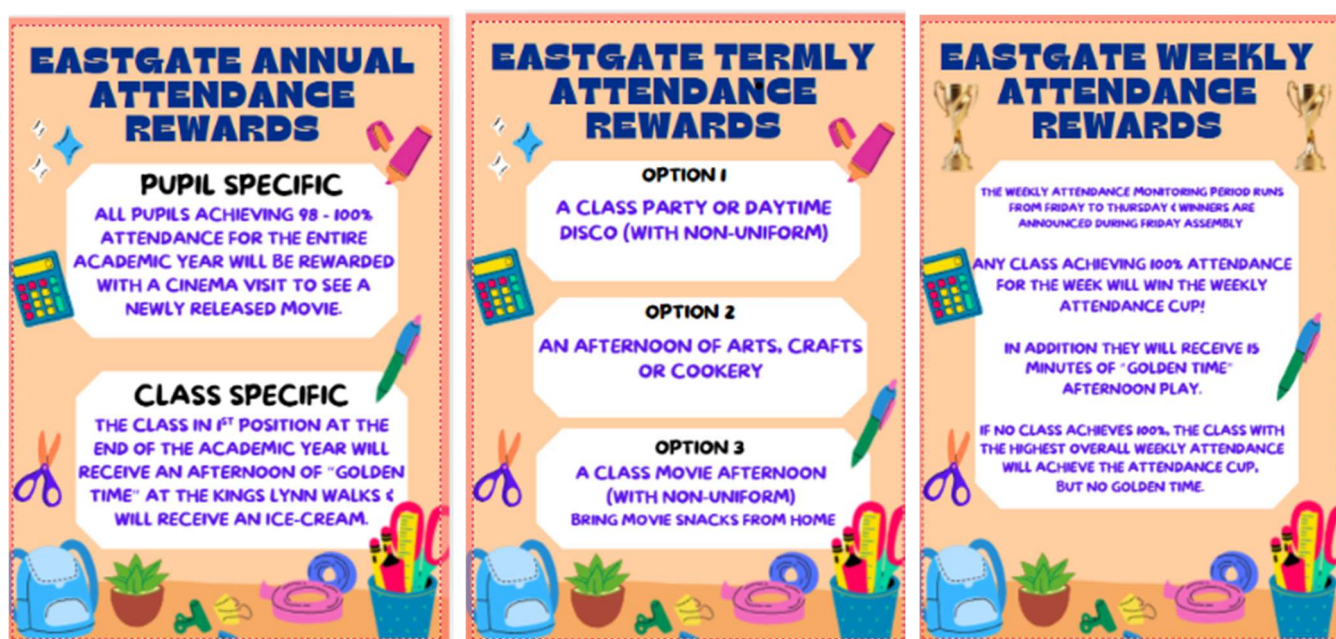 EASTGATE ANNUAL
ATTENDANCE
REWARDS
PUPIL SPECIFIC
ALL PUPILS ACHIEVING 98 - 100%
ATTENDANCE FOR THE ENTIRE
ACADEMIC YEAR WILL BE REWARDED
WITH A CINEMA VISIT TO SEE A
NEWLY RELEASED MOVIE.
CLASS SPECIFIC
THE CLASS IN 1ST POSITION AT THE
END OF THE ACADEMIC YEAR WILL
RECEIVE AN AFTERNOON OF "GOLDEN
TIME" AT THE KINGS LYNN WALKS &
WILL RECEIVE AN ICE-CREAM.
EASTGATE TERMLY
ATTENDANCE
REWARDS
OPTION 1
A CLASS PARTY OR DAYTIME
DISCO (WITH NON-UNIFORM)
OPTION 2
AN AFTERNOON OF ARTS, CRAFTS
OR COOKERY
OPTION 3
A CLASS MOVIE AFTERNOON
(WITH NON-UNIFORM)
BRING MOVIE SNACKS FROM HOME
EASTGATE WEEKLY
ATTENDANCE
REWARDS
THE WEEKLY ATTENDANCE MONITORING PERIOD RUNS
FROM FRIDAY TO THURSDAY & WINNERS ARE
ANNOUNCED DURING FRIDAY ASSEMBLY
ANY CLASS ACHIEVING 100% ATTENDANCE
FOR THE WEEK WILL WIN THE WEEKLY
ATTENDANCE CUP!
IN ADDITION THEY WILL RECEIVE 15
MINUTES OF "GOLDEN TIME"
AFTERNOON PLAY.
IF NO CLASS ACHIEVES 100%, THE CLASS WITH
THE HIGHEST OVERALL WEEKLY ATTENDANCE
WILL ACHIEVE THE ATTENDANCE CUP,
BUT NO GOLDEN TIME.